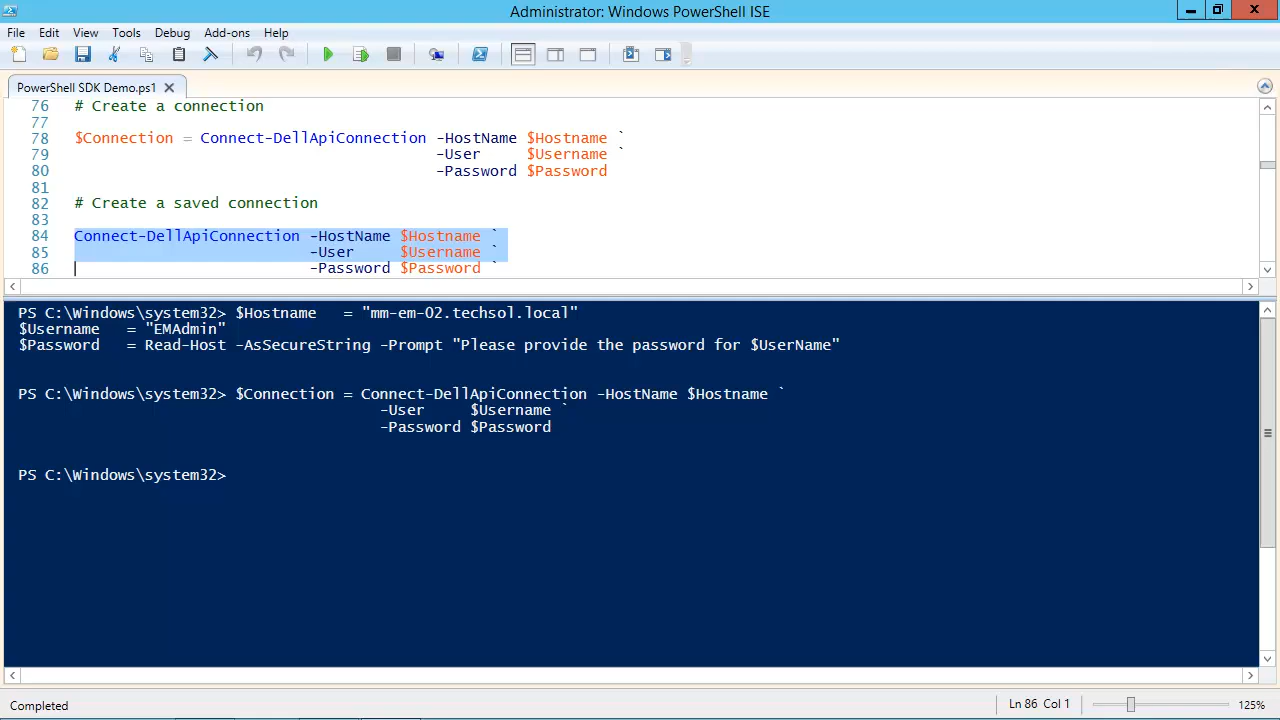 Administrator: Windows PowerShell ISE
File Edit View Tools Debug Add-ons Help
PowerShell SDK Demo.ps1
76 # Create a connection
77
78 $Connection = Connect-DellApiConnection -HostName $Hostname `
79 -User $Username `
80 -Password $Password
81
82 # Create a saved connection
83
84 Connect-DellApiConnection -HostName $Hostname `
85 -User $Username `
86 -Password $Password `
PS C:\Windows\system32> $Hostname = "mm-em-02.techsol.local"
$Username = "EMAdmin"
$Password = Read-Host -AsSecureString -Prompt "Please provide the password for $UserName"
PS C:\Windows\system32> $Connection = Connect-DellApiConnection -HostName $Hostname `
-User $Username `
-Password $Password
PS C:\Windows\system32>
Completed
Ln 86 Col 1
125%